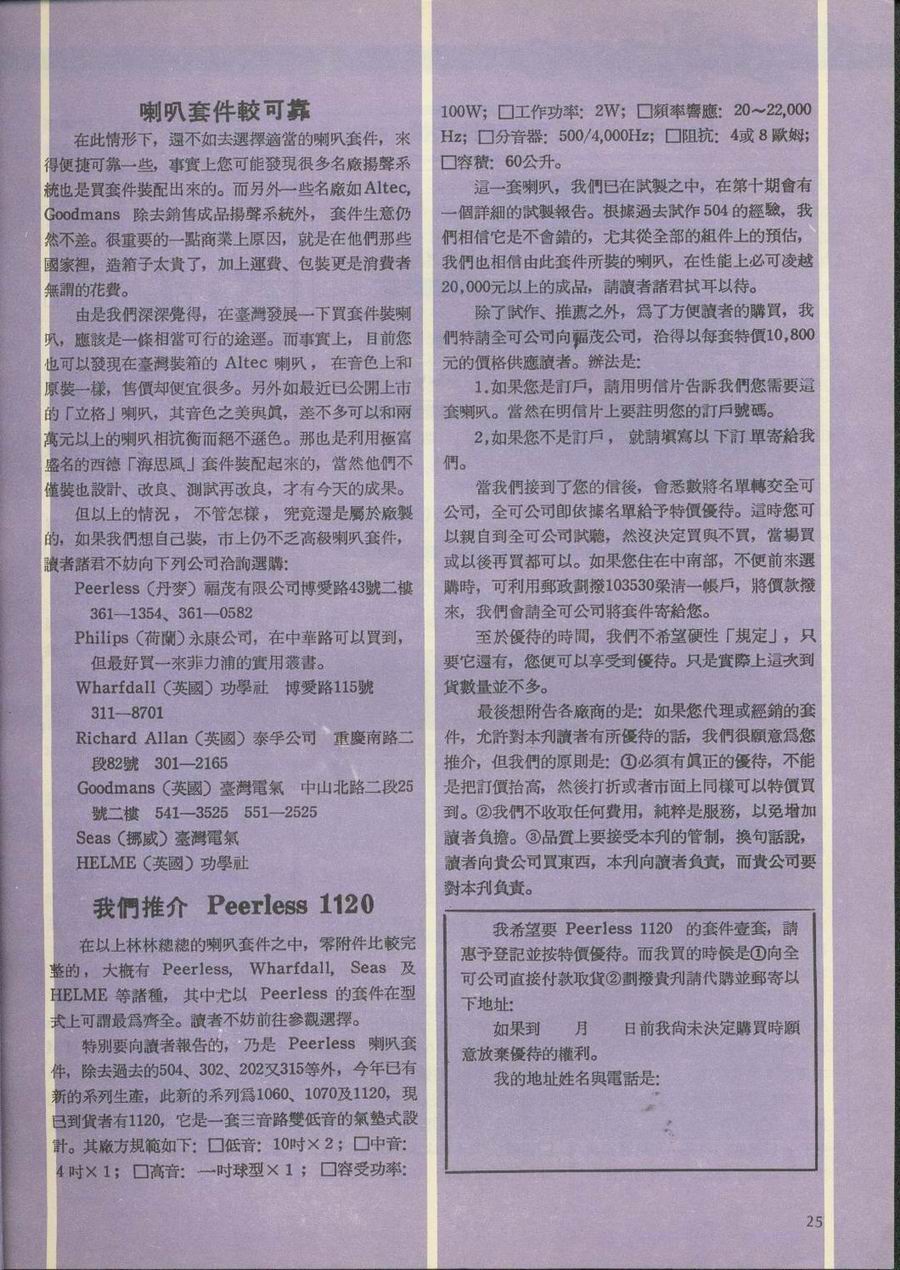 喇叭套件較可靠
在此情形下，還不如去選擇適當的喇叭套件，來
得便捷可靠一些，事實上您可能發現很多名廠揚聲系
統也是買套件裝配出來的。而另外一些名廠如Altec,
Goodmans 除去銷售成品揚聲系統外，套件生意仍
然不差。很重要的一點商業上原因，就是在他們那些
國家裡，造箱子太貴了，加上運費、包裝更是消費者
無謂的花費。
由是我們深深覺得，在臺灣發展一下買套件裝喇
叭，應該是一條相當可行的途逕。而事實上，目前您
也可以發現在臺灣裝箱的 Altec 喇叭，在音色上和
原裝一樣，售價却便宜很多。另外如最近已公開上市
的「立格」喇叭，其音色之美與眞，差不多可以和兩
萬元以上的喇叭相抗衡而絕不遜色。那也是利用極富
盛名的西德「海思風」套件裝配起來的，當然他們不
僅裝也設計、改良、測試再改良，才有今天的成果。
但以上的情況，不管怎樣，究竟還是屬於廠製
的，如果我們想自己裝，市上仍不乏高級喇叭套件，
讀者諸君不妨向下列公司洽詢選購：
Peerless（丹麥）福茂有限公司博愛路43號二樓
361—1354、361—0582
Philips（荷蘭）永康公司，在中華路可以買到，
但最好買一來菲力浦的實用叢書。
Wharfdall（英國）功學社　博愛路115號
311—8701
Richard Allan（英國）泰孚公司　重慶南路二
段82號　301—2165
Goodmans（英國）臺灣電氣　中山北路二段25
號二樓　541—3525　551—2525
Seas（挪威）臺灣電氣
HELME（英國）功學社
我們推介 Peerless 1120
在以上林林總總的喇叭套件之中，零附件比較完
整的，大概有 Peerless, Wharfdall, Seas 及
HELME 等諸種，其中尤以 Peerless 的套件在型
式上可謂最爲齊全。讀者不妨前往參觀選擇。
特別要向讀者報告的，乃是 Peerless 喇叭套
件，除去過去的504、302、202又315等外，今年已有
新的系列生產，此新的系列爲1060、1070及1120，現
已到貨者有1120，它是一套三音路雙低音的氣墊式設
計。其廠方規範如下：□低音：10吋×2；□中音：
4吋×1；□高音：一吋球型×1；□容受功率：
100W；□工作功率：2W；□頻率響應：20～22,000
Hz；□分音器：500/4,000Hz；□阻抗：4或8歐姆；
□容積：60公升。
這一套喇叭，我們已在試製之中，在第十期會有
一個詳細的試製報告。根據過去試作504的經驗，我
們相信它是不會錯的，尤其從全部的組件上的預估，
我們也相信由此套件所裝的喇叭，在性能上必可凌越
20,000元以上的成品，請讀者諸君拭耳以待。
除了試作、推薦之外，爲了方便讀者的購買，我
們特請全可公司向福茂公司，洽得以每套特價10,800
元的價格供應讀者。辦法是：
1.如果您是訂戶，請用明信片告訴我們您需要這
套喇叭。當然在明信片上要註明您的訂戶號碼。
2,如果您不是訂戶，就請填寫以下訂單寄給我
們。
當我們接到了您的信後，會悉數將名單轉交全可
公司，全可公司卽依據名單給予特價優待。這時您可
以親自到全可公司試聽，然沒決定買與不買，當場買
或以後再買都可以。如果您住在中南部，不便前來選
購時，可利用郵政劃撥103530梁清一帳戶，將價款撥
來，我們會請全可公司將套件寄給您。
至於優待的時間，我們不希望硬性「規定」，只
要它還有，您便可以享受到優待。只是實際上這次到
貨數量並不多。
最後想附告各廠商的是：如果您代理或經銷的套
件，允許對本刋讀者有所優待的話，我們很願意爲您
推介，但我們的原則是：①必須有眞正的優待，不能
是把訂價抬高，然後打折或者市面上同樣可以特價買
到。②我們不收取任何費用，純粹是服務，以免增加
讀者負擔。③品質上要接受本刋的管制，換句話說，
讀者向貴公司買東西，本刋向讀者負責，而貴公司要
對本刋負責。
我希望要 Peerless 1120 的套件壹套，請
惠予登記並按特價優待。而我買的時候是①向全
可公司直接付款取貨②劃撥貴刋請代購並郵寄以
下地址：
如果到　　月　　日前我尙未決定購買時願
意放棄優待的權利。
我的地址姓名與電話是：
25